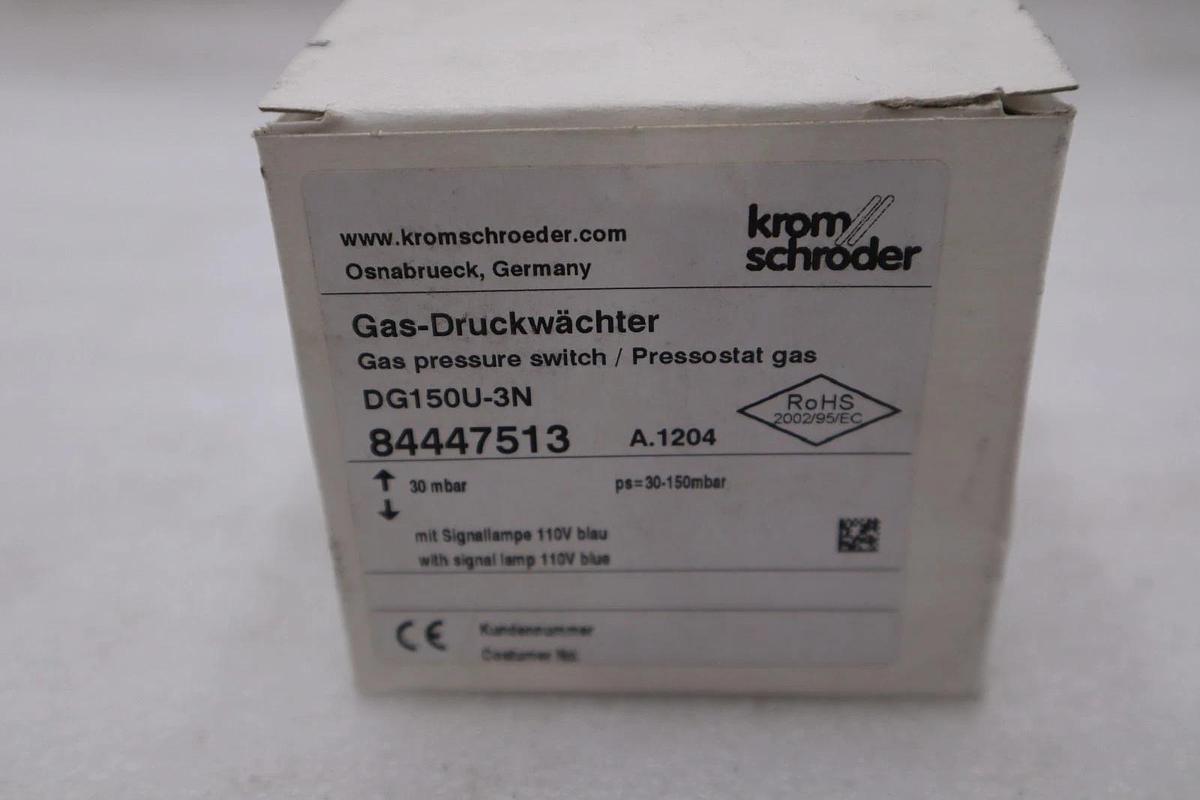 www.kromschroeder.com
Osnabrueck, Germany
krom
schröder
Gas-Druckwächter
Gas pressure switch / Pressostat gas
DG150U-3N
84447513 A.1204
RoHS
2002/95/EC
30 mbar ps=30-150mbar
mit Signallampe 110V blau
with signal lamp 110V blue
CE Kundennummer
Costumer